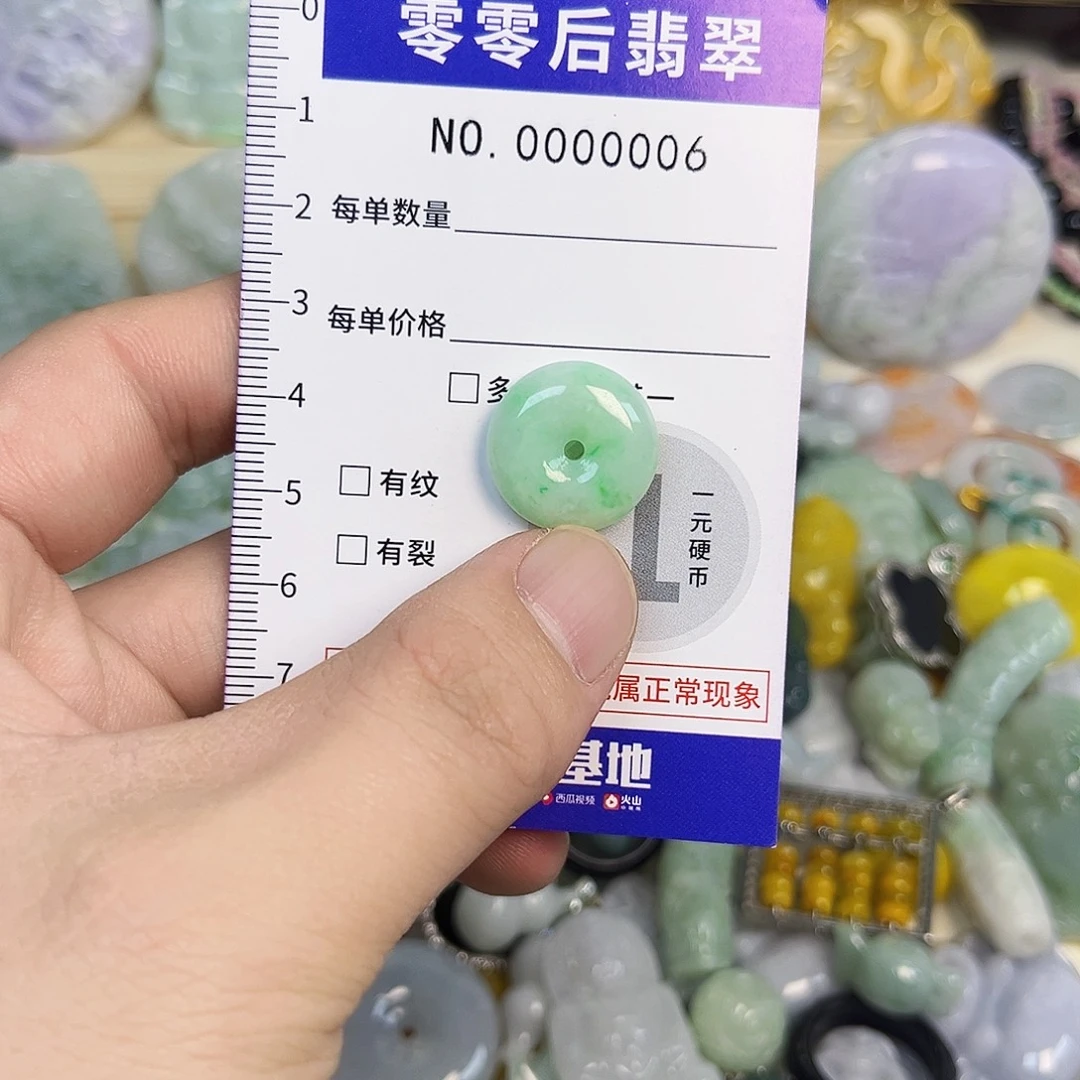 零零后翡翠
0
1
NO. 0000006
2
每单数量
3
每单价格
4
□多
5
□有纹
1
一元硬币
□有裂
6
7
属正常现象
基地
西瓜视频 火山